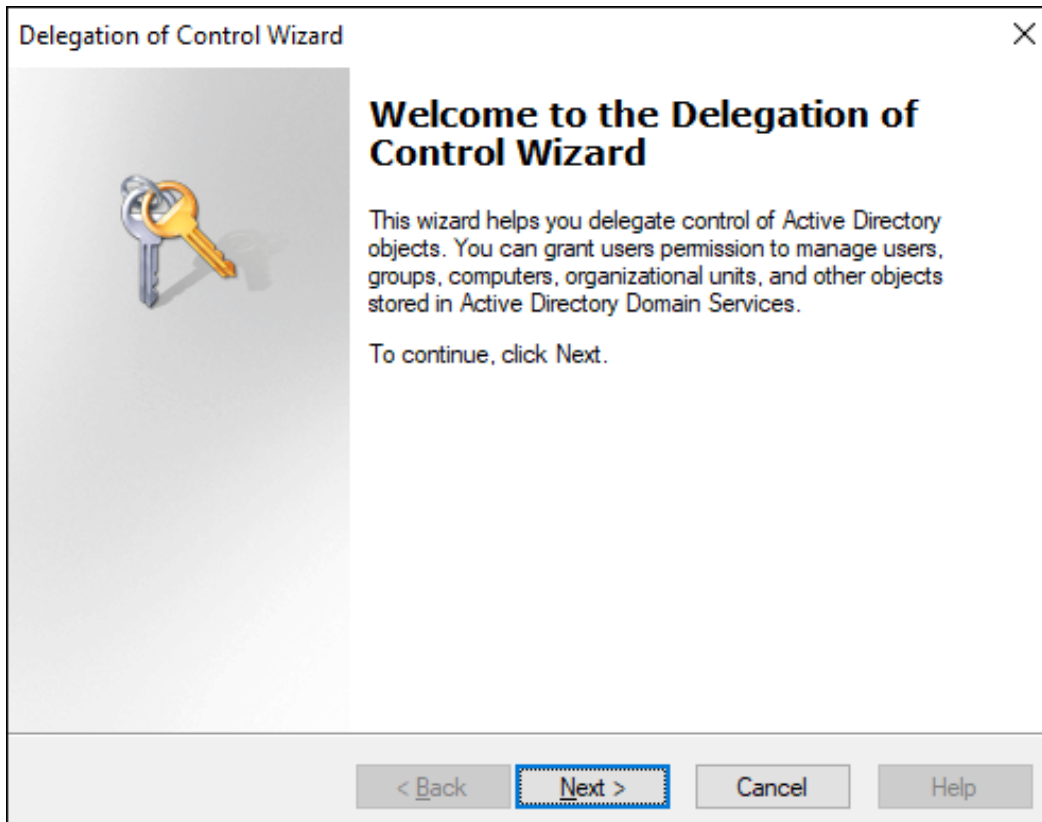 Delegation of Control Wizard
Welcome to the Delegation of
Control Wizard
This wizard helps you delegate control of Active Directory
objects. You can grant users permission to manage users,
groups, computers, organizational units, and other objects
stored in Active Directory Domain Services.
To continue, click Next.
< Back Next > Cancel Help